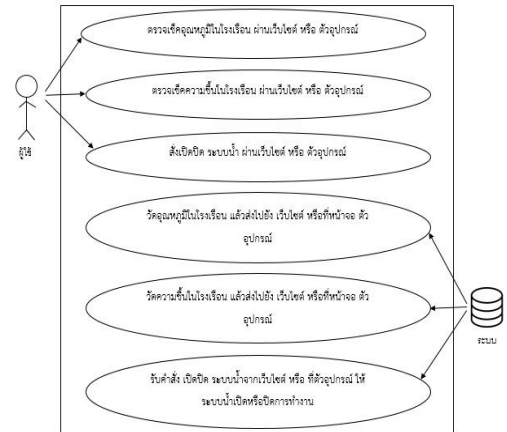 ตรวจเช็คอุณหภูมิในโรงเรือน ผ่านเว็บไซต์ หรือ ตัวอุปกรณ์
ตรวจเช็คความชื้นในโรงเรือน ผ่านเว็บไซต์ หรือ ตัวอุปกรณ์
ผู้ใช้
สั่งเปิดปิด ระบบน้ำ ผ่านเว็บไซต์ หรือ ตัวอุปกรณ์
วัดอุณหภูมิในโรงเรือน แล้วส่งไปยัง เว็บไซต์ หรือที่หน้าจอ ตัว
อุปกรณ์
วัดความชื้นในโรงเรือน แล้วส่งไปยัง เว็บไซต์ หรือที่หน้าจอ ตัว
อุปกรณ์
ระบบ
รับคำสั่ง เปิดปิด ระบบน้ำจากเว็บไซต์ หรือ ที่ตัวอุปกรณ์ ให้
ระบบน้ำเปิดหรือปิดการทำงาน